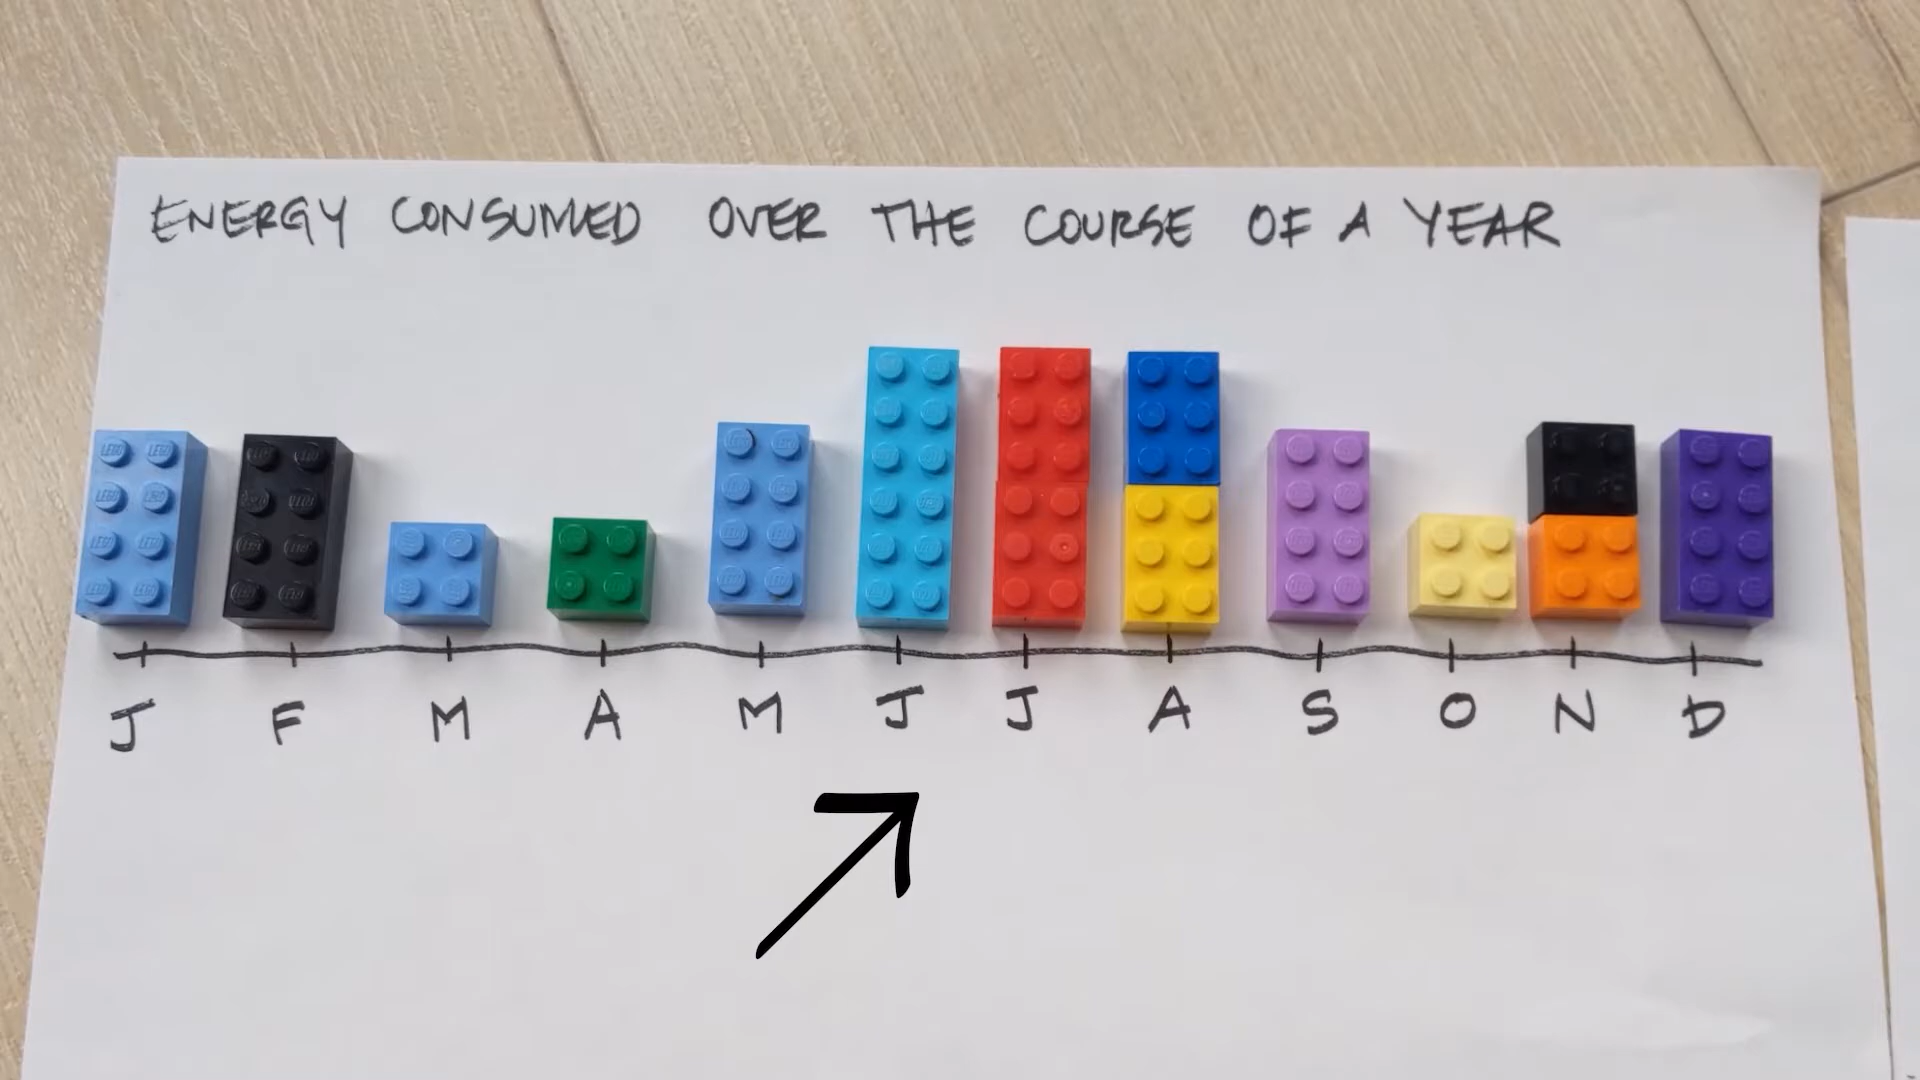 ENERGY CONSUMED OVER THE COURSE OF A YEAR
J F M A M J J A S O N D